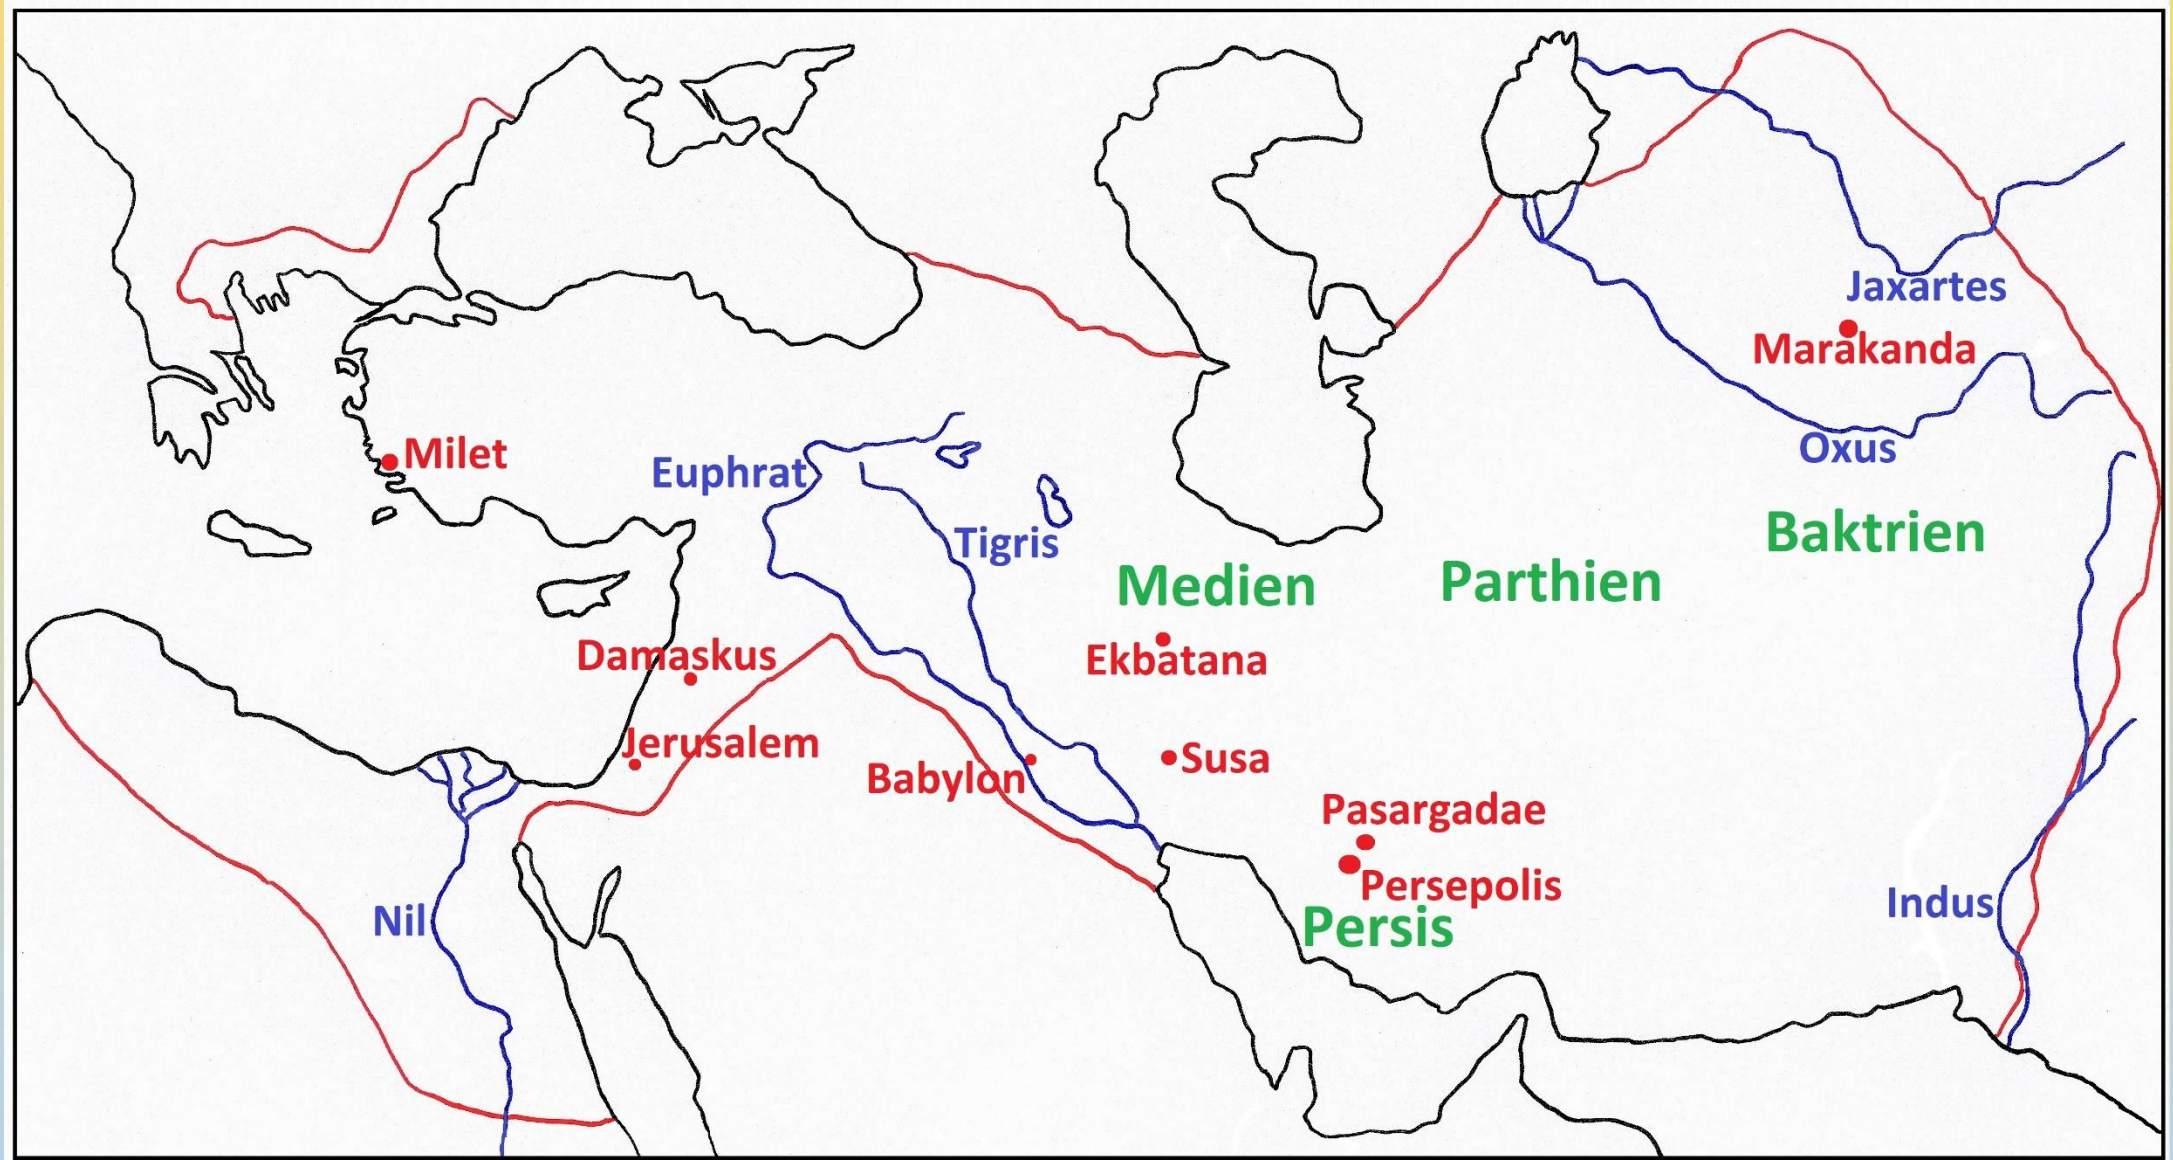 Jaxartes
Marakanda
Milet
Oxus
Euphrat
Baktrien
Tigris
Medien
Parthien
Damaskus
Ekbatana
Jerusalem
Susa
Babylon
Pasargadae
Persepolis
Indus
Nil
Persis